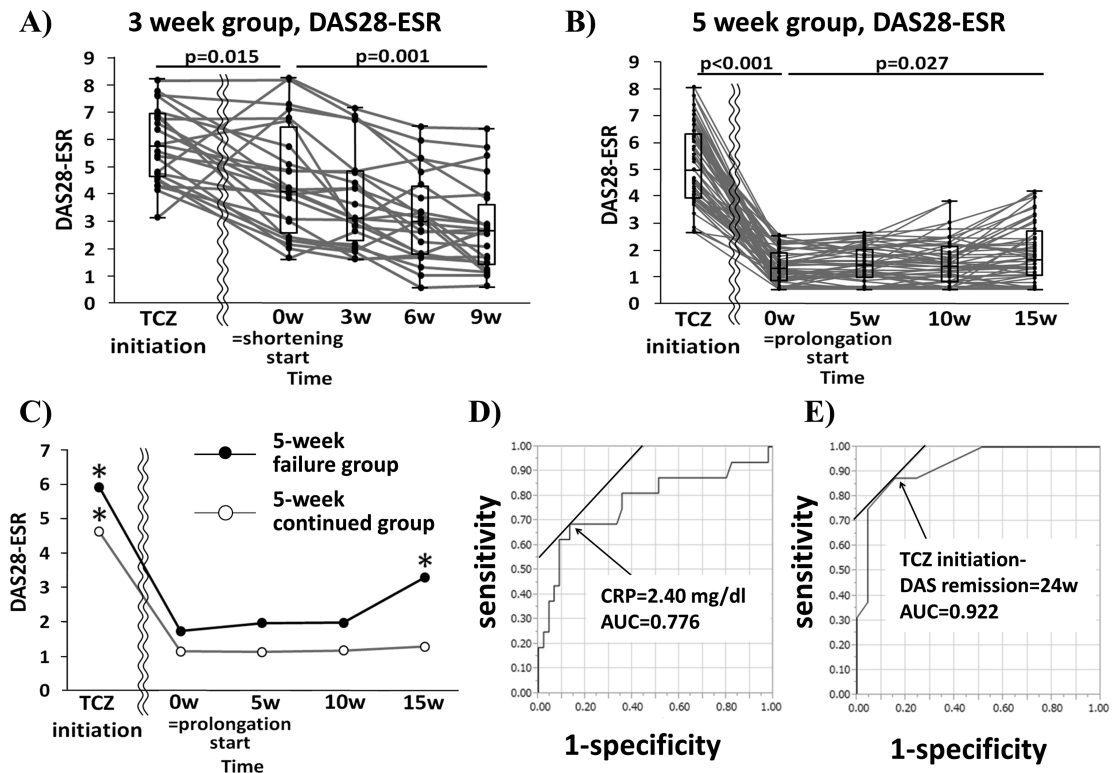 A)
3 week group, DAS28-ESR
p=0.015
p=0.001
DAS28-ESR
9
8
7
6
5
4
3
2
1
0
TCZ
initiation
0w
=shortening
start
3w
6w
9w
Time
B)
5 week group, DAS28-ESR
p<0.001
p=0.027
DAS28-ESR
9
8
7
6
5
4
3
2
1
0
TCZ
initiation
0w
=prolongation
start
5w
10w
15w
Time
C)
DAS28-ESR
7
6
5
4
3
2
1
0
*
*
*
5-week
failure group
5-week
continued group
TCZ
initiation
0w
=prolongation
start
5w
10w
15w
Time
D)
sensitivity
1.00
0.90
0.80
0.70
0.60
0.50
0.40
0.30
0.20
0.10
0.00
CRP=2.40 mg/dl
AUC=0.776
0.00 0.20 0.40 0.60 0.80 1.00
1-specificity
E)
sensitivity
1.00
0.90
0.80
0.70
0.60
0.50
0.40
0.30
0.20
0.10
0.00
TCZ initiation-
DAS remission=24w
AUC=0.922
0.00 0.20 0.40 0.60 0.80 1.00
1-specificity